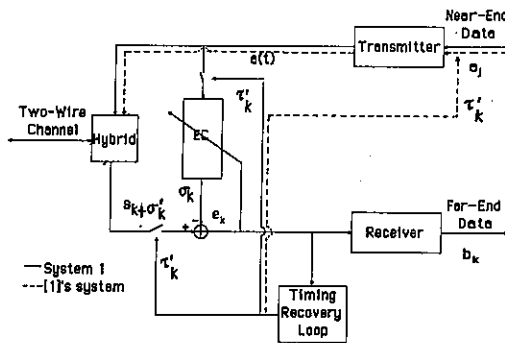 Near-End
Data
Transmitter
a(t)
a_j
τ'_k
Two-Wire
Channel
Hybrid
τ'_k
EC
σ_k
s_k+σ'_k
+
-
e_k
Far-End
Data
Receiver
b_k
τ'_k
System 1
[1]'s system
Timing
Recovery
Loop